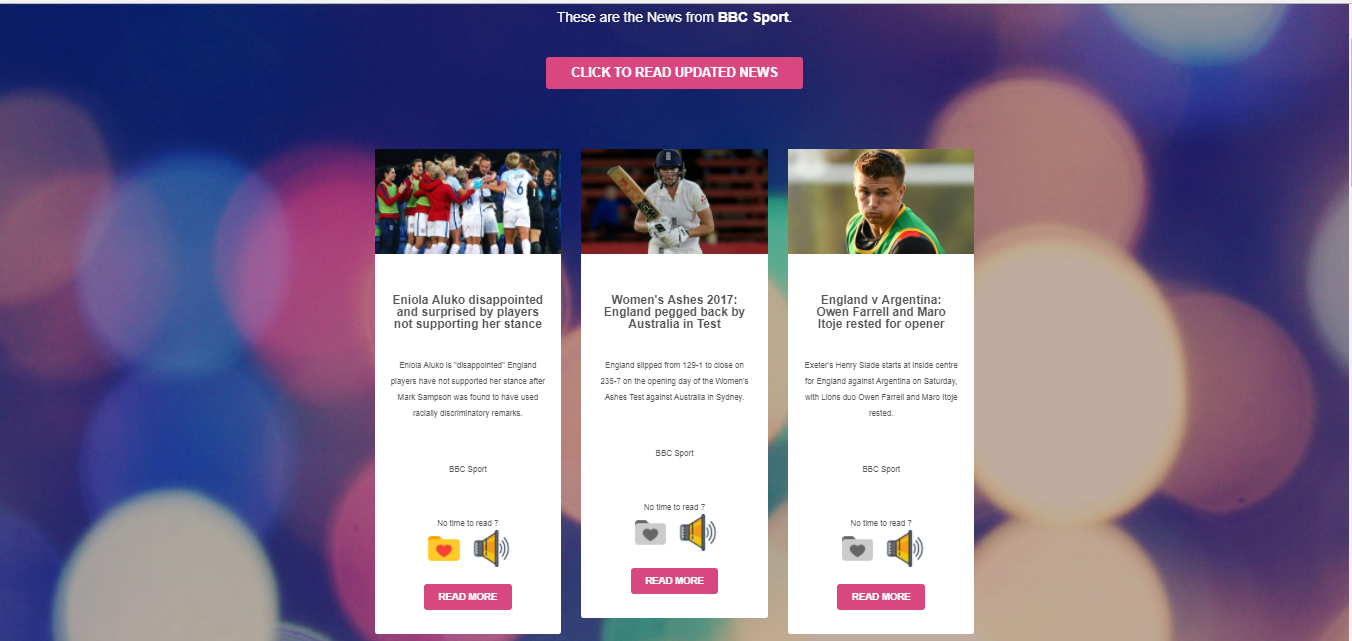 These are the News from BBC Sport.
CLICK TO READ UPDATED NEWS
6
Eniola Aluko disappointed
and surprised by players
not supporting her stance
Eniola Aluko is "disappointed" England
players have not supported her stance after
Mark Sampson was found to have used
racially discriminatory remarks.
BBC Sport
No time to read ?
READ MORE
Women's Ashes 2017:
England pegged back by
Australia in Test
England slipped from 129-1 to close on
235-7 on the opening day of the Women's
Ashes Test against Australia in Sydney.
BBC Sport
No time to read ?
READ MORE
England v Argentina:
Owen Farrell and Maro
Itoje rested for opener
Exeter's Henry Slade starts at inside centre
for England against Argentina on Saturday,
with Lions duo Owen Farrell and Maro Itoje
rested.
BBC Sport
No time to read ?
READ MORE